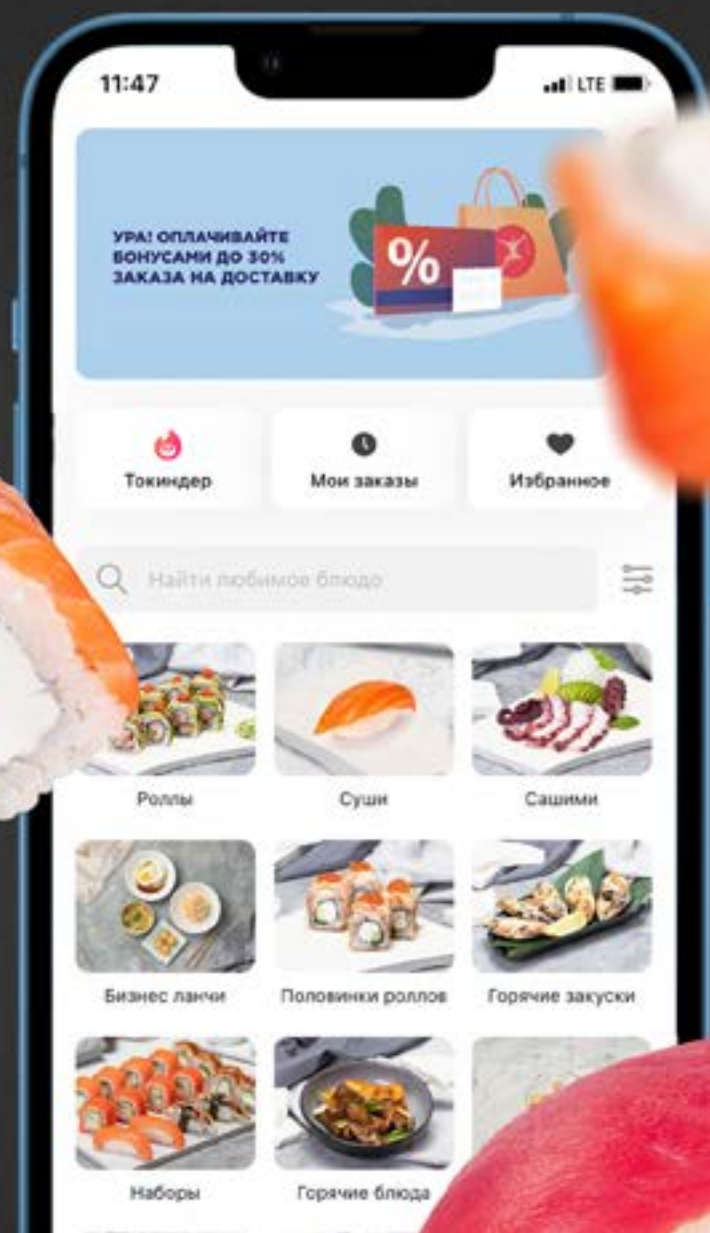 11:47
LTE
УРА! ОПЛАЧИВАЙТЕ
БОНУСАМИ ДО 30%
ЗАКАЗА НА ДОСТАВКУ
%
Токиндер
Мои заказы
Избранное
Найти любимое блюдо
Роллы
Суши
Сашими
Бизнес ланчи
Половинки роллов
Горячие закуски
Наборы
Горячие блюда